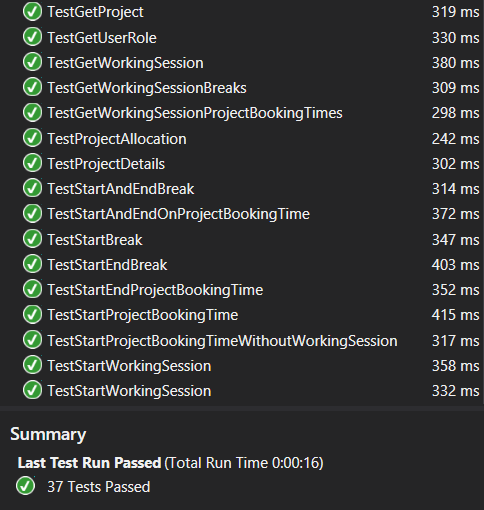 TestGetProject 319 ms
TestGetUserRole 330 ms
TestGetWorkingSession 380 ms
TestGetWorkingSessionBreaks 309 ms
TestGetWorkingSessionProjectBookingTimes 298 ms
TestProjectAllocation 242 ms
TestProjectDetails 302 ms
TestStartAndEndBreak 314 ms
TestStartAndEndOnProjectBookingTime 372 ms
TestStartBreak 347 ms
TestStartEndBreak 403 ms
TestStartEndProjectBookingTime 352 ms
TestStartProjectBookingTime 415 ms
TestStartProjectBookingTimeWithoutWorkingSession 317 ms
TestStartWorkingSession 358 ms
TestStartWorkingSession 332 ms
Summary
Last Test Run Passed (Total Run Time 0:00:16)
37 Tests Passed